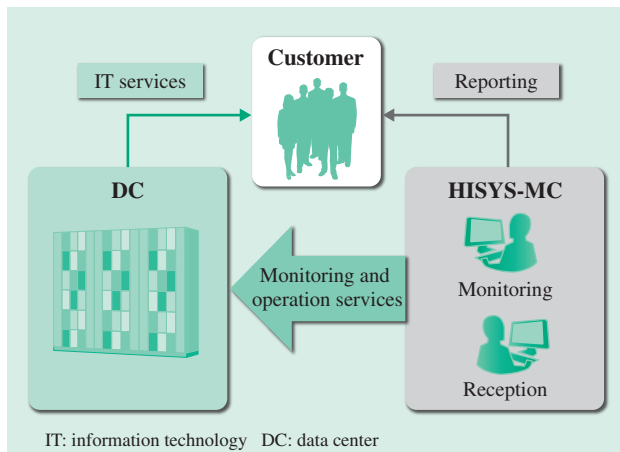 Customer
IT services
Reporting
DC
HISYS-MC
Monitoring and
operation services
Monitoring
Reception
IT: information technology DC: data center